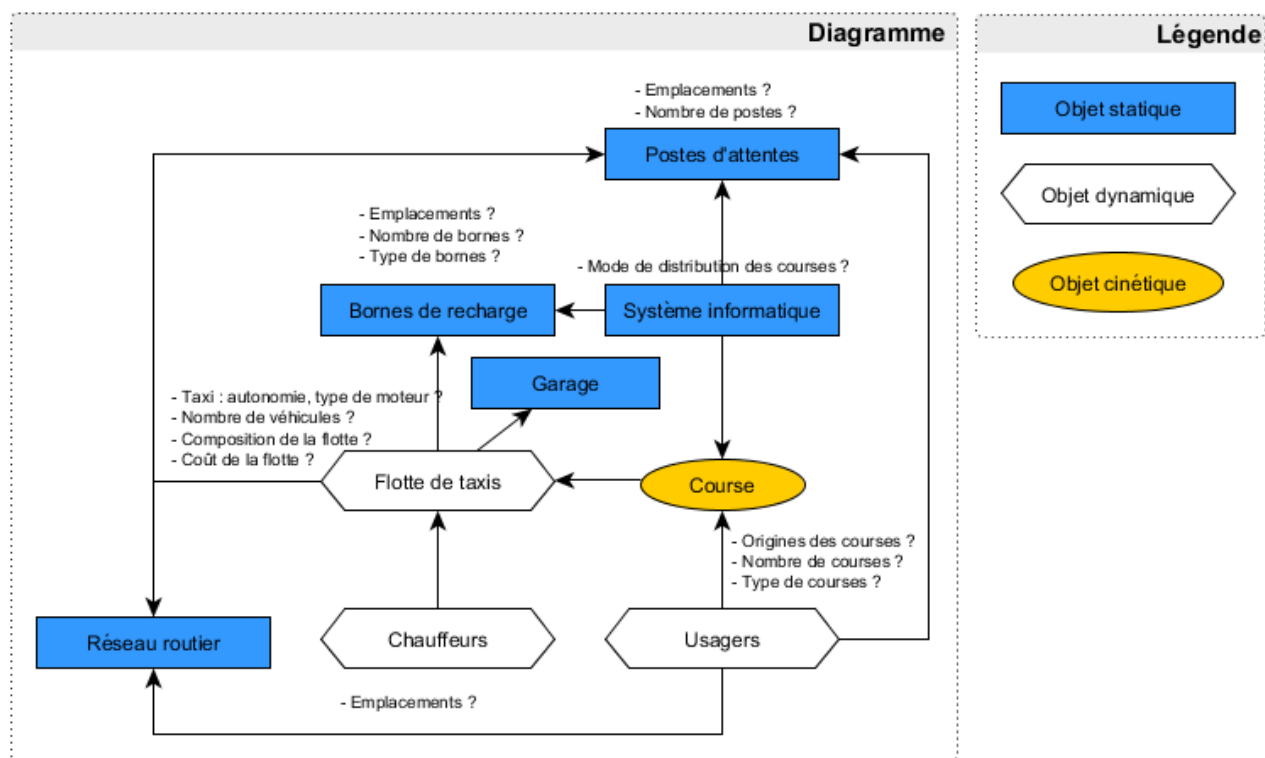 Diagramme
- Emplacements ?
- Nombre de postes ?
Postes d'attentes
- Emplacements ?
- Nombre de bornes ?
- Type de bornes ?
- Mode de distribution des courses ?
Bornes de recharge
Système informatique
Garage
- Taxi : autonomie, type de moteur ?
- Nombre de véhicules ?
- Composition de la flotte ?
- Coût de la flotte ?
Flotte de taxis
Course
- Origines des courses ?
- Nombre de courses ?
- Type de courses ?
Réseau routier
Chauffeurs
Usagers
- Emplacements ?
Légende
Objet statique
Objet dynamique
Objet cinétique